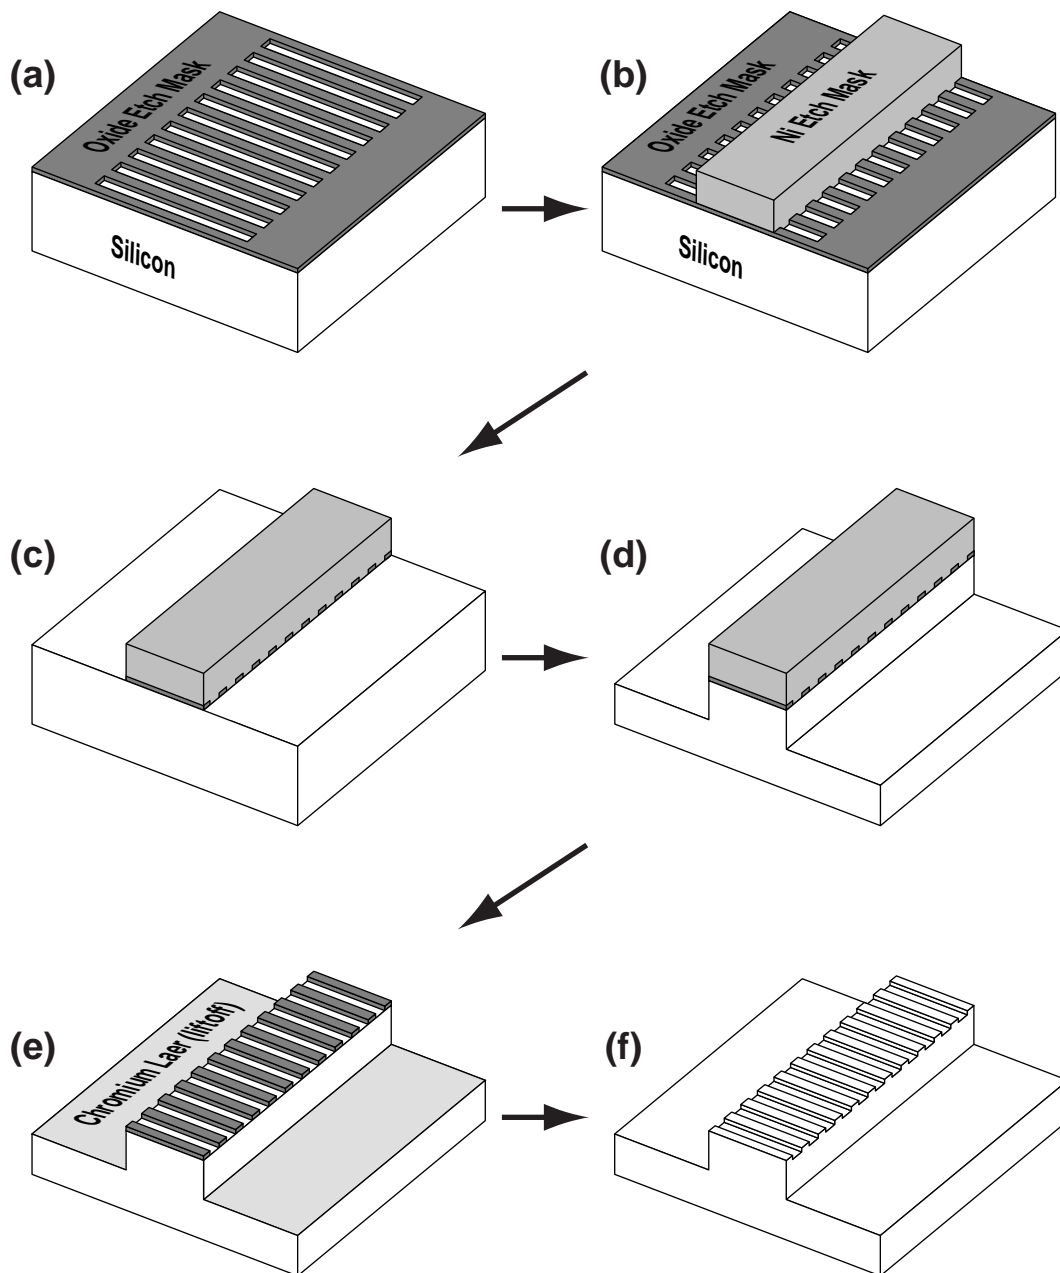 (a)
Oxide Etch Mask
Silicon
(b)
Oxide Etch Mask
Ni Etch Mask
Silicon
(c)
(d)
(e)
Chromium Laer (liftoff)
(f)